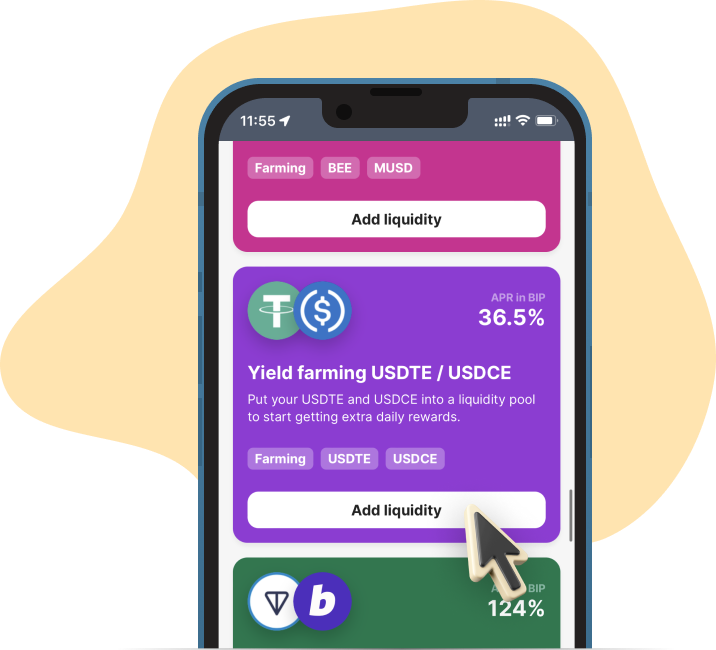 11:55
Farming BEE MUSD
Add liquidity
APR in BIP
36.5%
Yield farming USDTE / USDCE
Put your USDTE and USDCE into a liquidity pool
to start getting extra daily rewards.
Farming USDTE USDCE
Add liquidity
BIP
b
124%